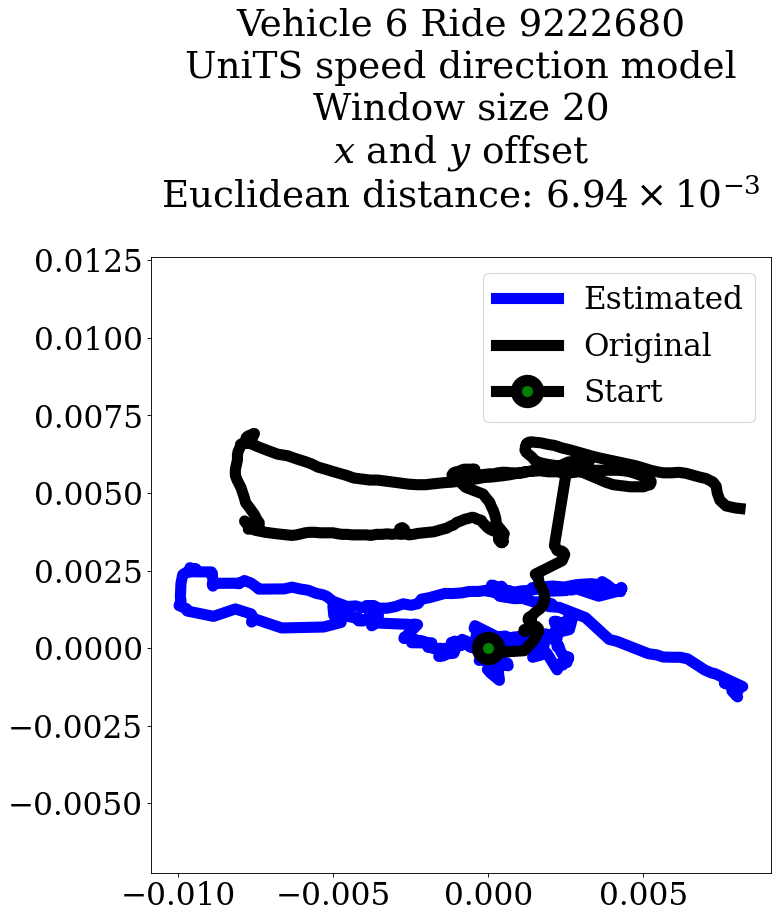 Vehicle 6 Ride 9222680
UniTS speed direction model
Window size 20
x and y offset
Euclidean distance: 6.94 × 10⁻³
0.0125
0.0100
0.0075
0.0050
0.0025
0.0000
−0.0025
−0.0050
Estimated
Original
Start
−0.010 −0.005 0.000 0.005